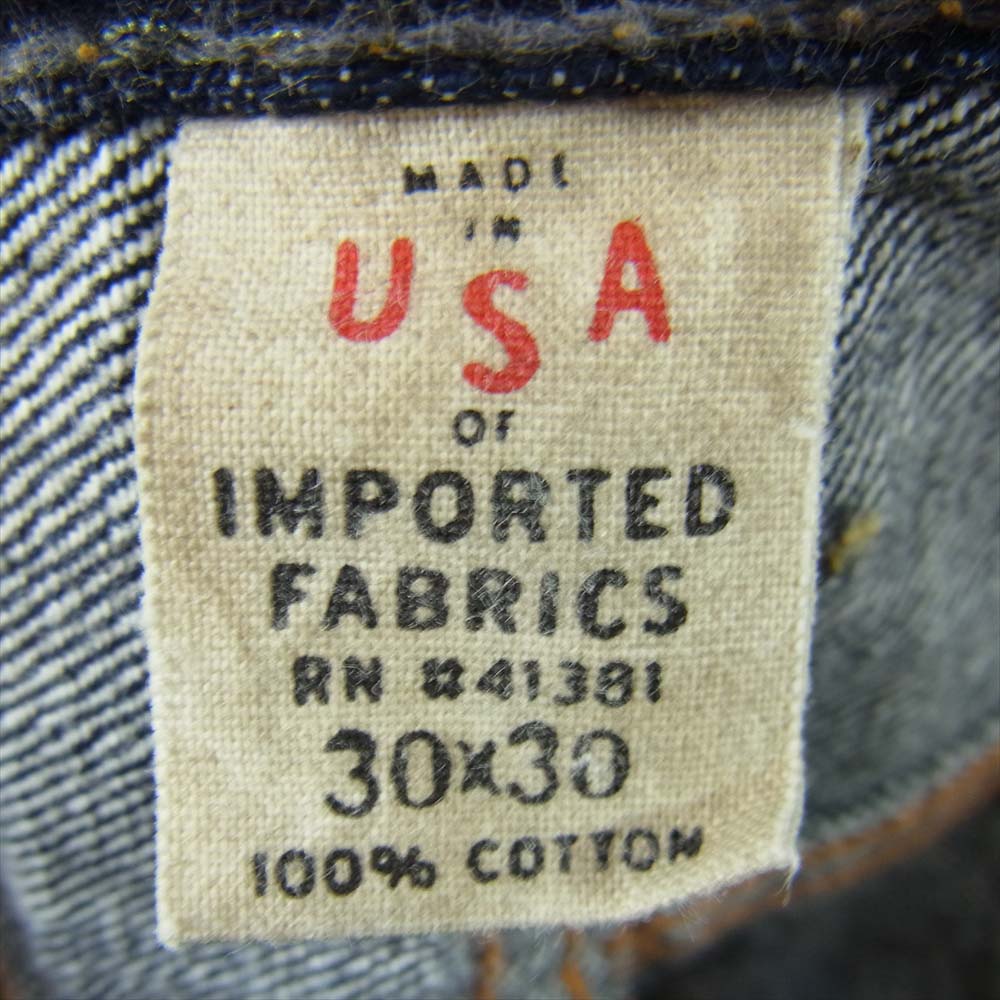 MADE
IN
USA
OF
IMPORTED
FABRICS
RN #41381
30x30
100% COTTON